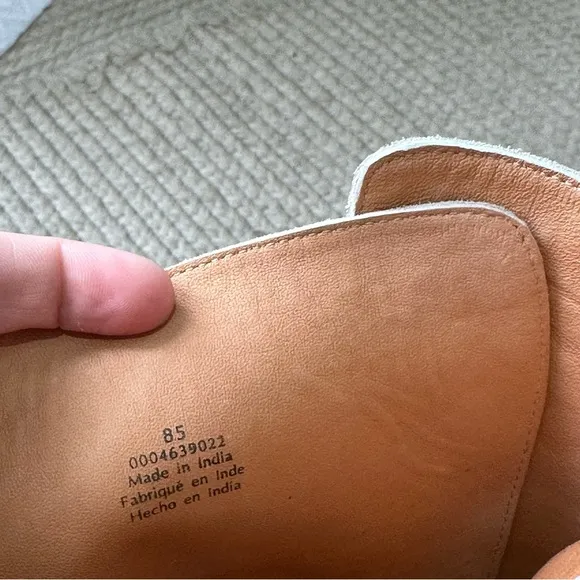 85
0004639022
Made in India
Fabriqué en Inde
Hecho en India